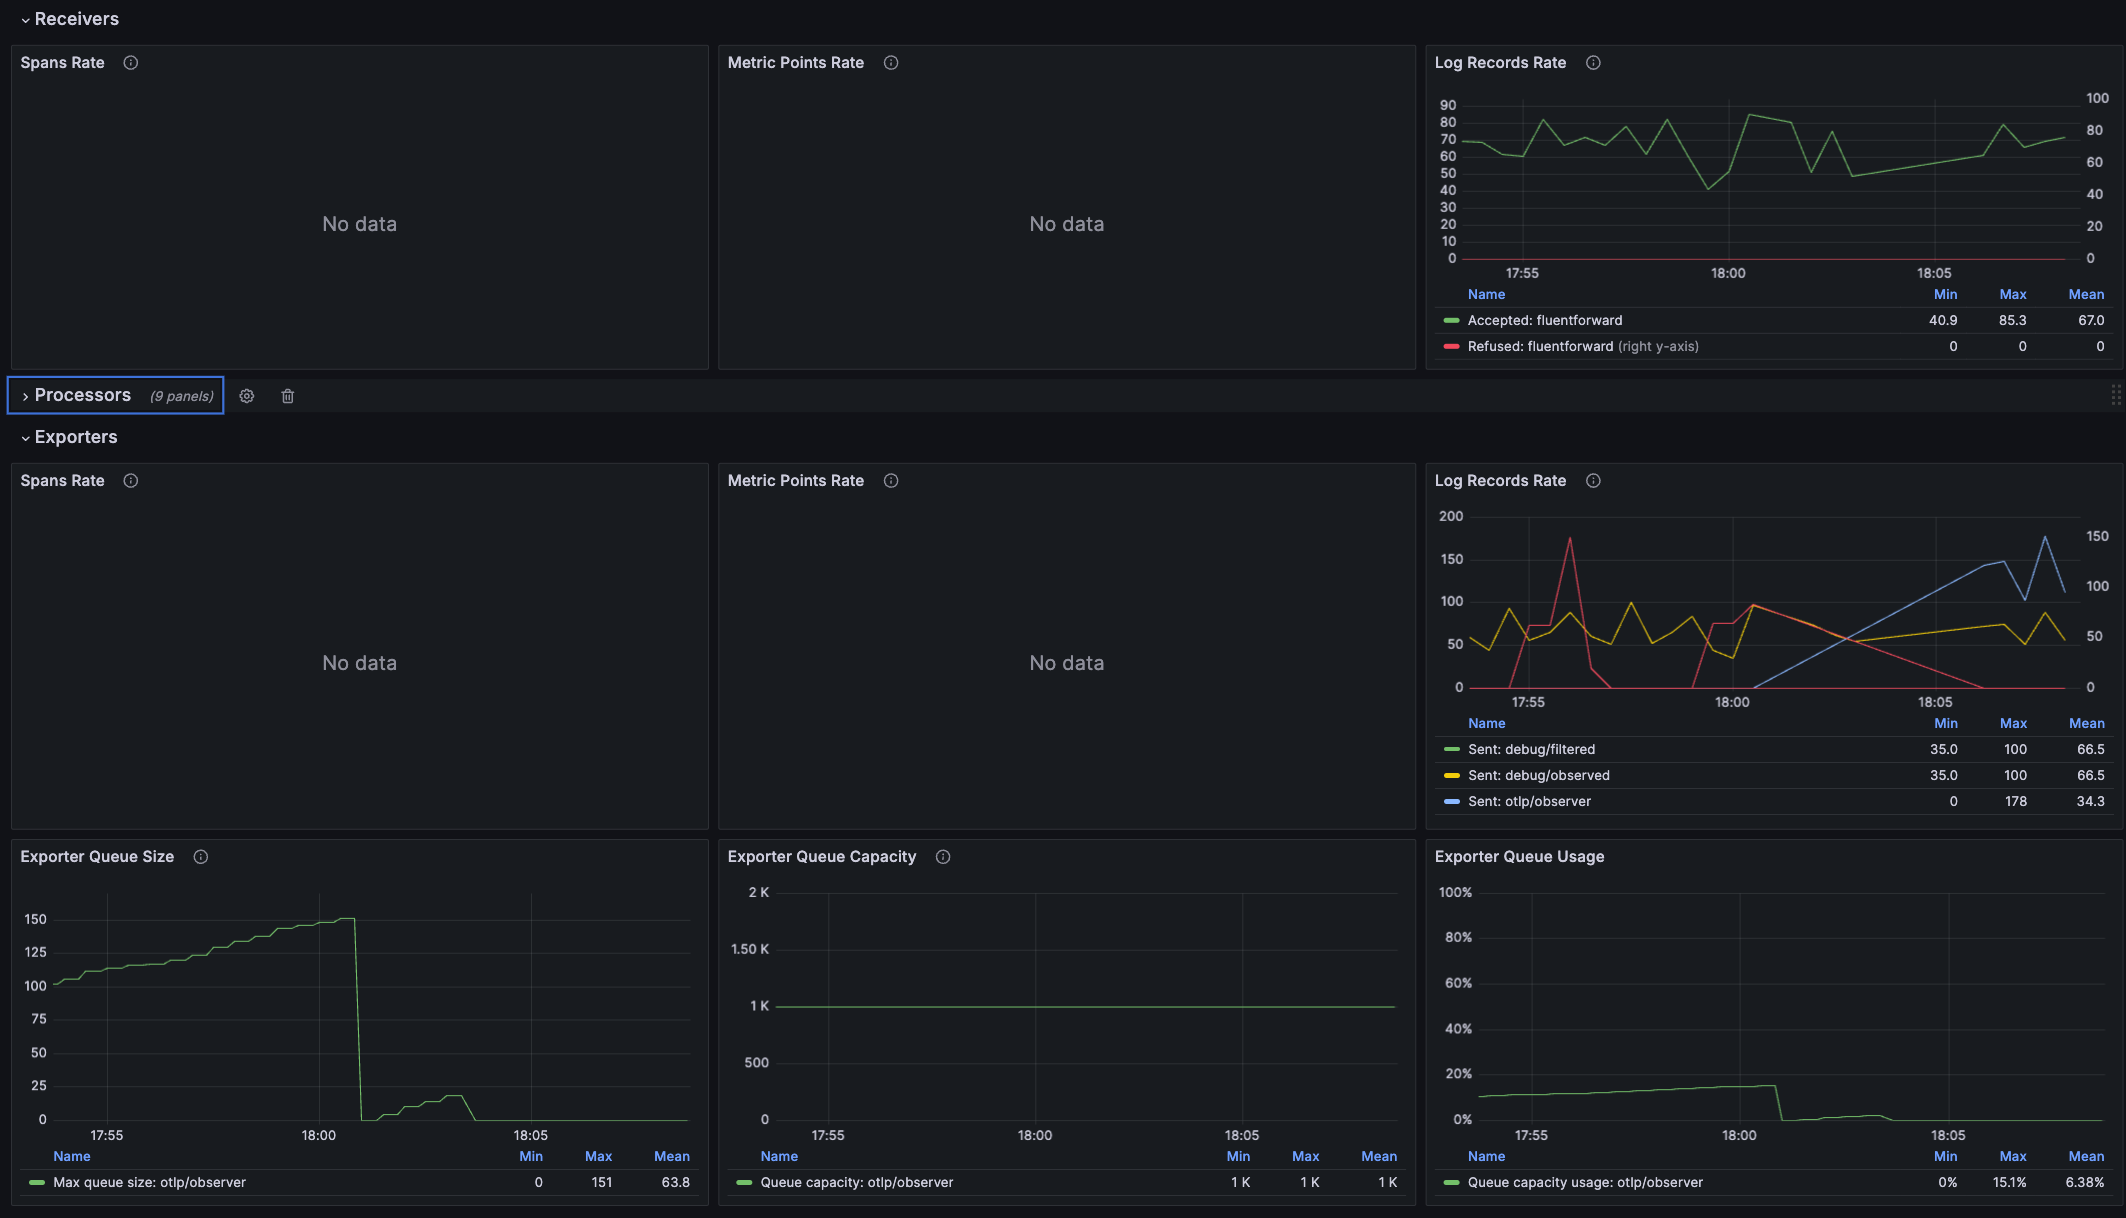 Receivers
Spans Rate
No data
Metric Points Rate
No data
Log Records Rate
90
80
70
60
50
40
30
20
10
0
100
80
60
40
20
0
17:55 18:00 18:05
Name Min Max Mean
Accepted: fluentforward 40.9 85.3 67.0
Refused: fluentforward (right y-axis) 0 0 0
Processors (9 panels)
Exporters
Spans Rate
No data
Metric Points Rate
No data
Log Records Rate
200
150
100
50
0
150
100
50
0
17:55 18:00 18:05
Name Min Max Mean
Sent: debug/filtered 35.0 100 66.5
Sent: debug/observed 35.0 100 66.5
Sent: otlp/observer 0 178 34.3
Exporter Queue Size
150
125
100
75
50
25
0
17:55 18:00 18:05
Name Min Max Mean
Max queue size: otlp/observer 0 151 63.8
Exporter Queue Capacity
2 K
1.50 K
1 K
500
0
17:55 18:00 18:05
Name Min Max Mean
Queue capacity: otlp/observer 1 K 1 K 1 K
Exporter Queue Usage
100%
80%
60%
40%
20%
0%
17:55 18:00 18:05
Name Min Max Mean
Queue capacity usage: otlp/observer 0% 15.1% 6.38%